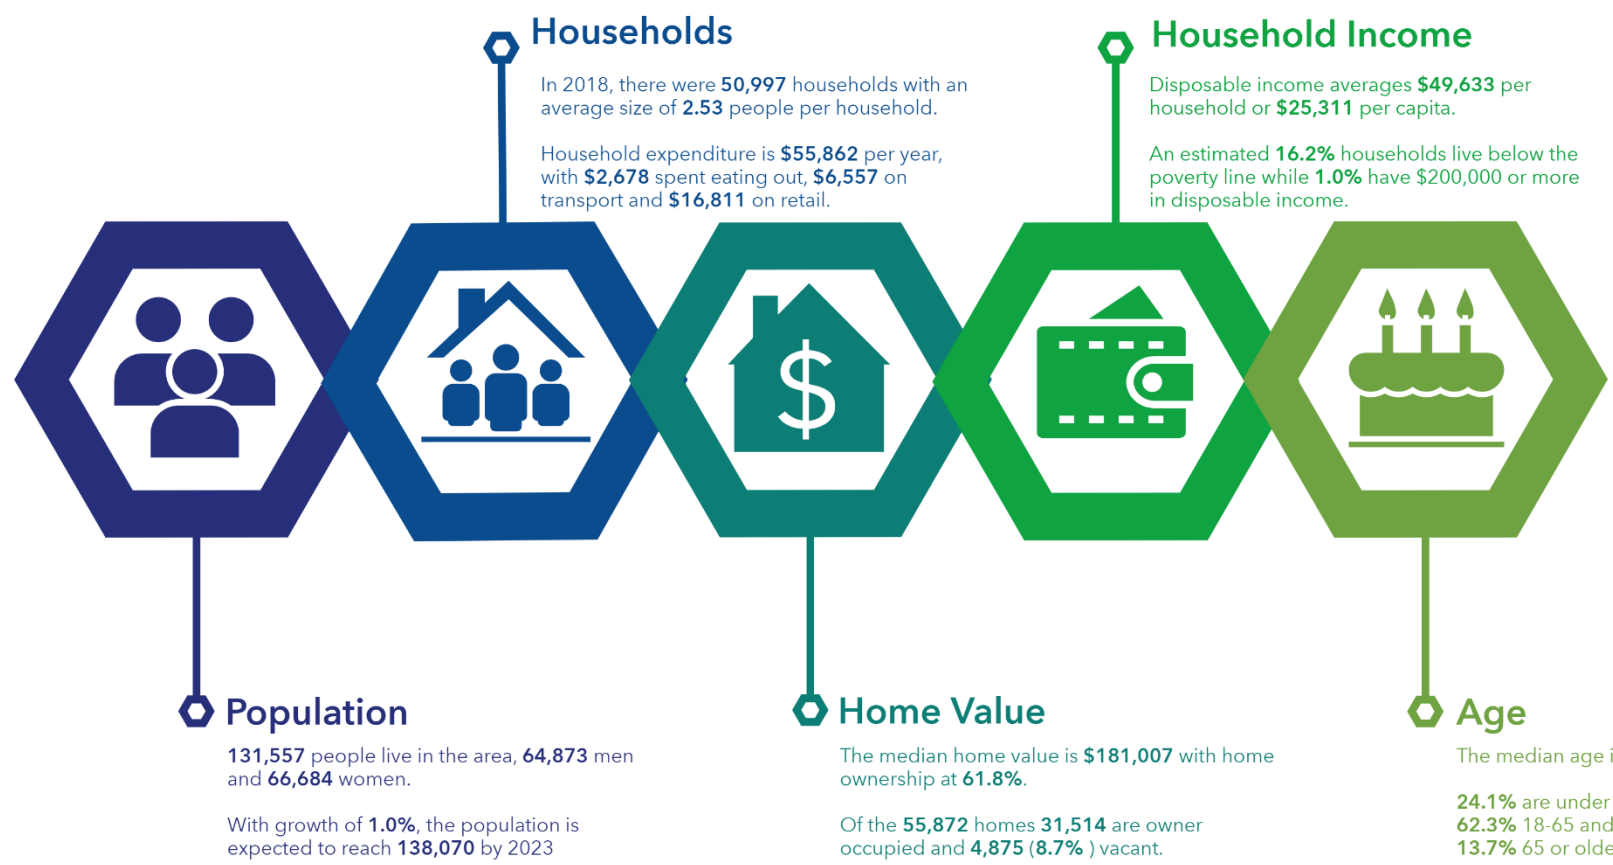 Households
In 2018, there were 50,997 households with an
average size of 2.53 people per household.
Household expenditure is $55,862 per year,
with $2,678 spent eating out, $6,557 on
transport and $16,811 on retail.
Household Income
Disposable income averages $49,633 per
household or $25,311 per capita.
An estimated 16.2% households live below the
poverty line while 1.0% have $200,000 or more
in disposable income.
$
Population
131,557 people live in the area, 64,873 men
and 66,684 women.
With growth of 1.0%, the population is
expected to reach 138,070 by 2023
Home Value
The median home value is $181,007 with home
ownership at 61.8%.
Of the 55,872 homes 31,514 are owner
occupied and 4,875 (8.7% ) vacant.
Age
The median age
24.1% are under
62.3% 18-65 and
13.7% 65 or